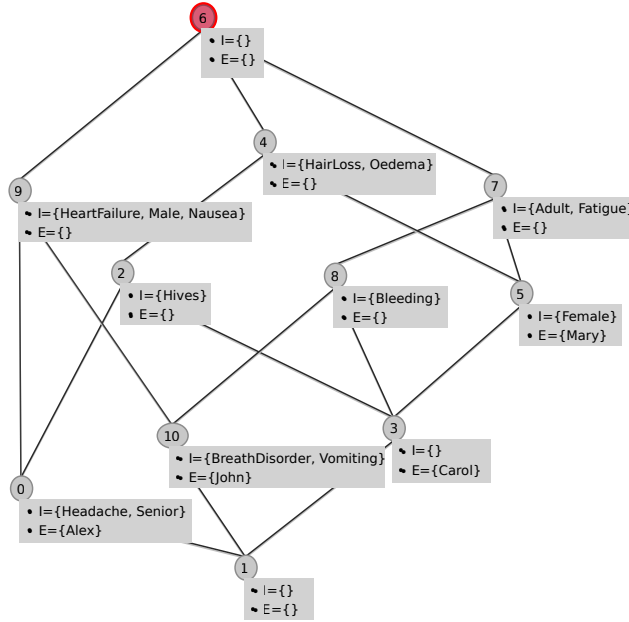 6
• I={}
• E={}
4
• I={HairLoss, Oedema}
• E={}
9
• I={HeartFailure, Male, Nausea}
• E={}
7
• I={Adult, Fatigue}
• E={}
2
• I={Hives}
• E={}
8
• I={Bleeding}
• E={}
5
• I={Female}
• E={Mary}
10
• I={BreathDisorder, Vomiting}
• E={John}
3
• I={}
• E={Carol}
0
• I={Headache, Senior}
• E={Alex}
1
• I={}
• E={}